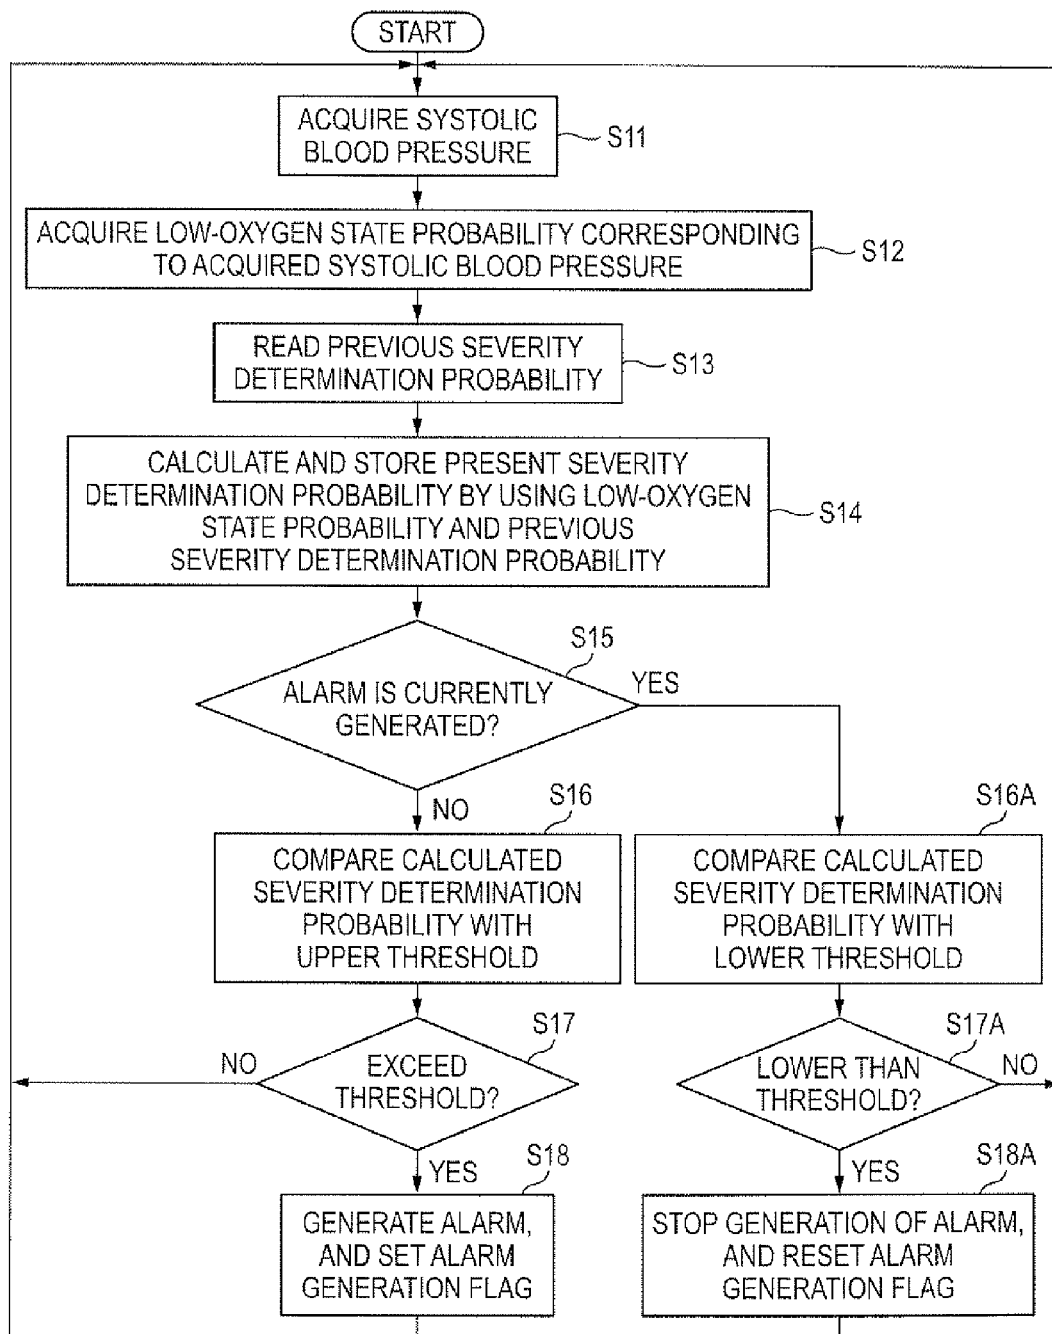 START
ACQUIRE SYSTOLIC
BLOOD PRESSURE
S11
ACQUIRE LOW-OXYGEN STATE PROBABILITY CORRESPONDING
TO ACQUIRED SYSTOLIC BLOOD PRESSURE
S12
READ PREVIOUS SEVERITY
DETERMINATION PROBABILITY
S13
CALCULATE AND STORE PRESENT SEVERITY
DETERMINATION PROBABILITY BY USING LOW-OXYGEN
STATE PROBABILITY AND PREVIOUS
SEVERITY DETERMINATION PROBABILITY
S14
S15
ALARM IS CURRENTLY
GENERATED?
YES
NO
S16
COMPARE CALCULATED
SEVERITY DETERMINATION
PROBABILITY WITH
UPPER THRESHOLD
S16A
COMPARE CALCULATED
SEVERITY DETERMINATION
PROBABILITY WITH
LOWER THRESHOLD
S17
NO
EXCEED
THRESHOLD?
YES
S17A
LOWER THAN
THRESHOLD?
NO
YES
S18
GENERATE ALARM,
AND SET ALARM
GENERATION FLAG
S18A
STOP GENERATION OF ALARM,
AND RESET ALARM
GENERATION FLAG